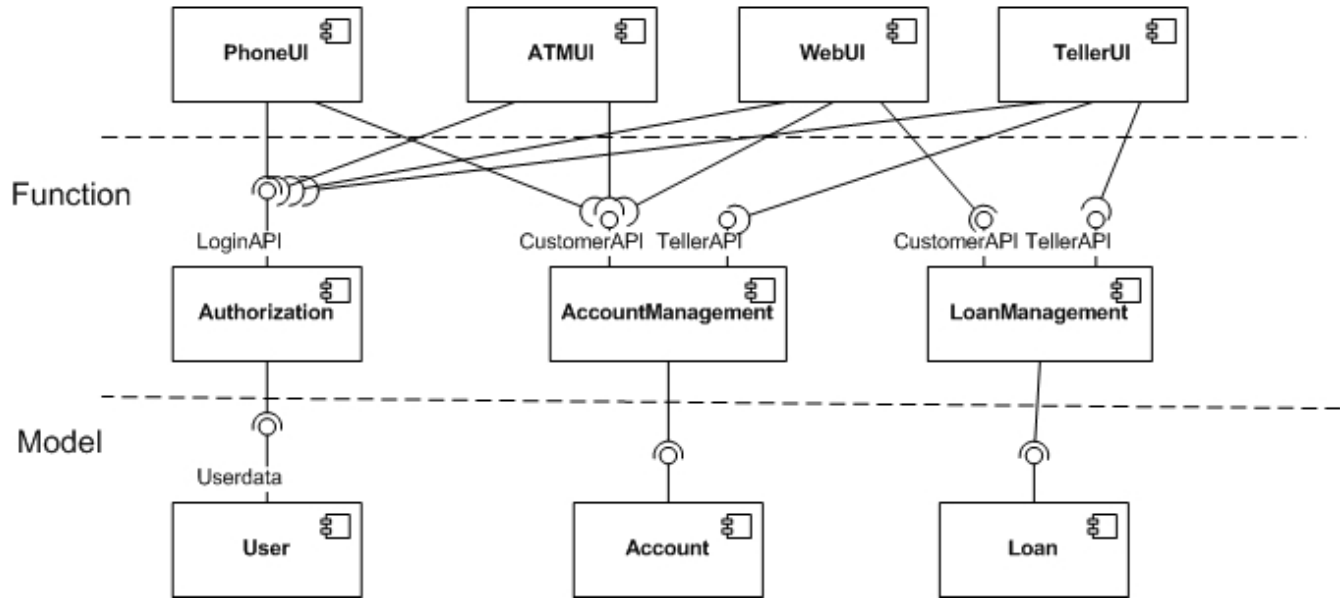 PhoneUI
ATMUI
WebUI
TellerUI
Function
LoginAPI
CustomerAPI
TellerAPI
CustomerAPI
TellerAPI
Authorization
AccountManagement
LoanManagement
Model
Userdata
User
Account
Loan